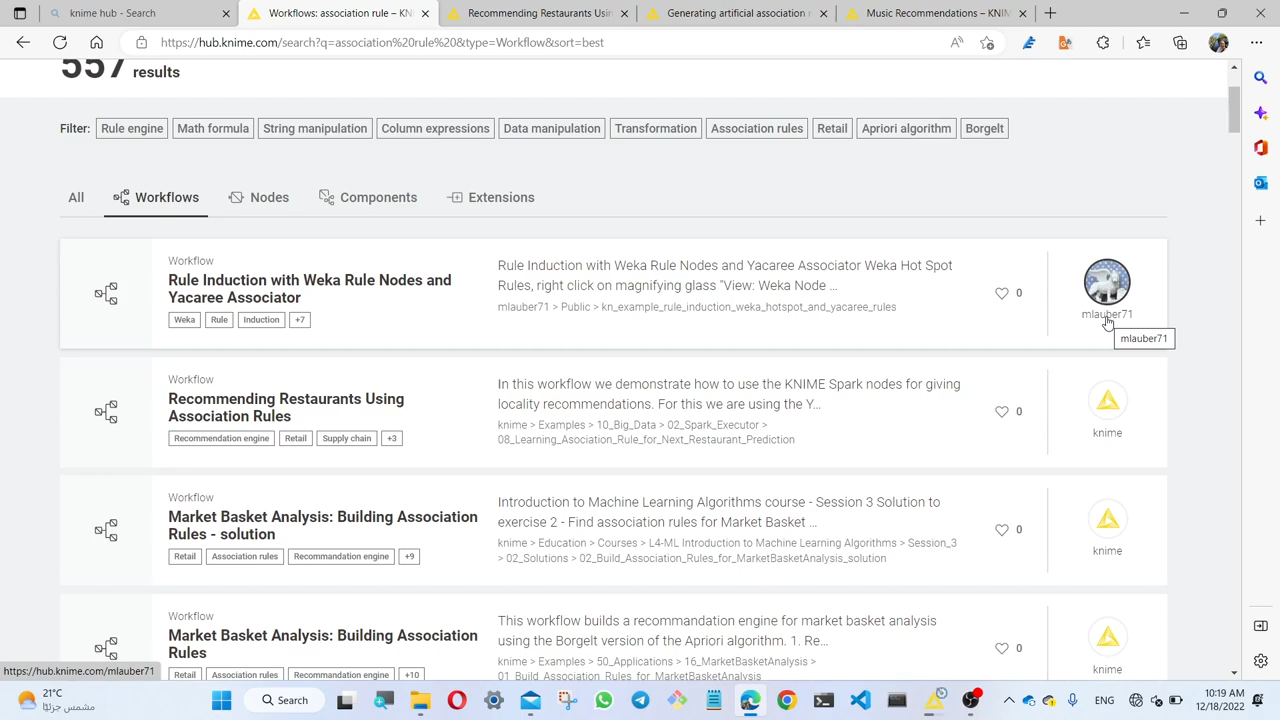 knime hub - Search
Workflows: association rule – KNI
Recommending Restaurants Usin
Generating artificial association r
Music Recommendations – KNIM
https://hub.knime.com/search?q=association%20rule%20&type=Workflow&sort=best
557 results
Filter: Rule engine Math formula String manipulation Column expressions Data manipulation Transformation Association rules Retail Apriori algorithm Borgelt
All Workflows Nodes Components Extensions
Workflow
Rule Induction with Weka Rule Nodes and
Yacaree Associator
Weka Rule Induction +7
Rule Induction with Weka Rule Nodes and Yacaree Associator Weka Hot Spot
Rules, right click on magnifying glass "View: Weka Node ...
mlauber71 > Public > kn_example_rule_induction_weka_hotspot_and_yacaree_rules
0
mlauber71
mlauber71
Workflow
Recommending Restaurants Using
Association Rules
Recommendation engine Retail Supply chain +3
In this workflow we demonstrate how to use the KNIME Spark nodes for giving
locality recommendations. For this we are using the Y...
knime > Examples > 10_Big_Data > 02_Spark_Executor >
08_Learning_Asociation_Rule_for_Next_Restaurant_Prediction
0
knime
Workflow
Market Basket Analysis: Building Association
Rules - solution
Retail Association rules Recommandation engine +9
Introduction to Machine Learning Algorithms course - Session 3 Solution to
exercise 2 - Find association rules for Market Basket ...
knime > Education > Courses > L4-ML Introduction to Machine Learning Algorithms > Session_3
> 02_Solutions > 02_Build_Association_Rules_for_MarketBasketAnalysis_solution
0
knime
Workflow
Market Basket Analysis: Building Association
Rules
Retail Association rules Recommandation engine +10
This workflow builds a recommandation engine for market basket analysis
using the Borgelt version of the Apriori algorithm. 1. Re...
knime > Examples > 50_Applications > 16_MarketBasketAnalysis >
01_Build_Association_Rules_for_MarketBasketAnalysis
0
knime
https://hub.knime.com/mlauber71
21°C
مشمس جزئيًا
Search
ENG
10:19 AM
12/18/2022